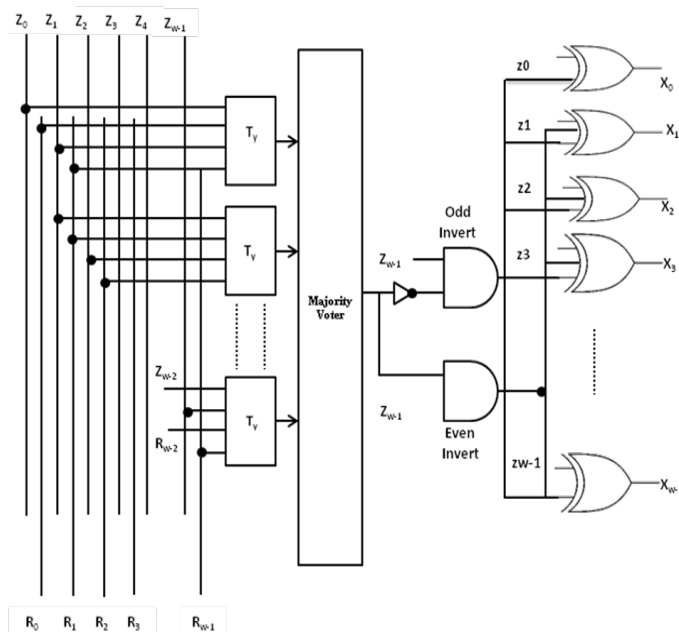 Z0 Z1 Z2 Z3 Z4 Zw-1
z0
X0
Ty
z1
X1
z2
X2
Odd
Invert
Tv
Zw-1
z3
X3
Majority
Voter
Zw-2
Tv
Zw-1
Rw-2
Even
Invert
zw-1
Xw-
R0 R1 R2 R3 Rw-1